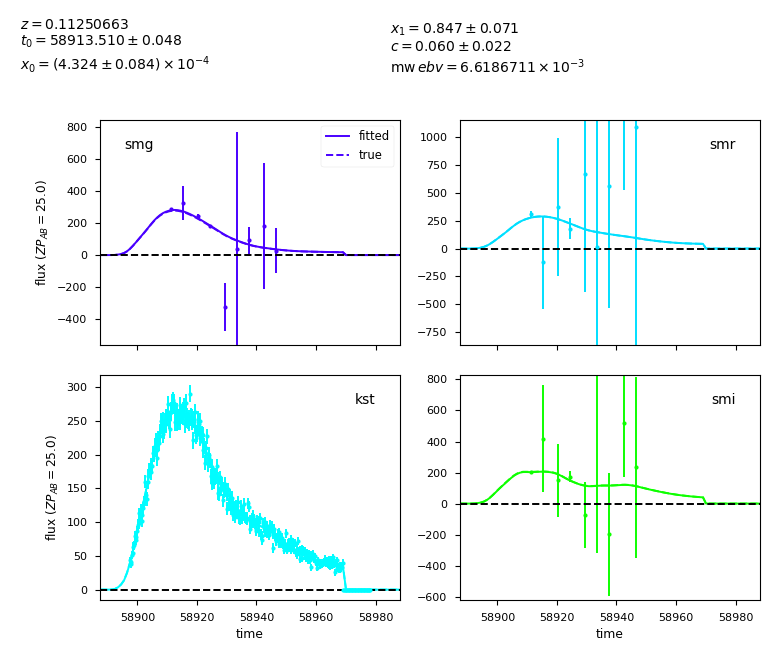 z = 0.11250663
t₀ = 58913.510 ± 0.048
x₀ = (4.324 ± 0.084) × 10⁻⁴
x₁ = 0.847 ± 0.071
c = 0.060 ± 0.022
mw ebv = 6.6186711 × 10⁻³
800
600
400
200
0
−200
−400
flux (ZP_AB = 25.0)
smg
fitted
true
1000
750
500
250
0
−250
−500
−750
smr
300
250
200
150
100
50
0
flux (ZP_AB = 25.0)
kst
58900 58920 58940 58960 58980
time
800
600
400
200
0
−200
−400
−600
smi
58900 58920 58940 58960 58980
time